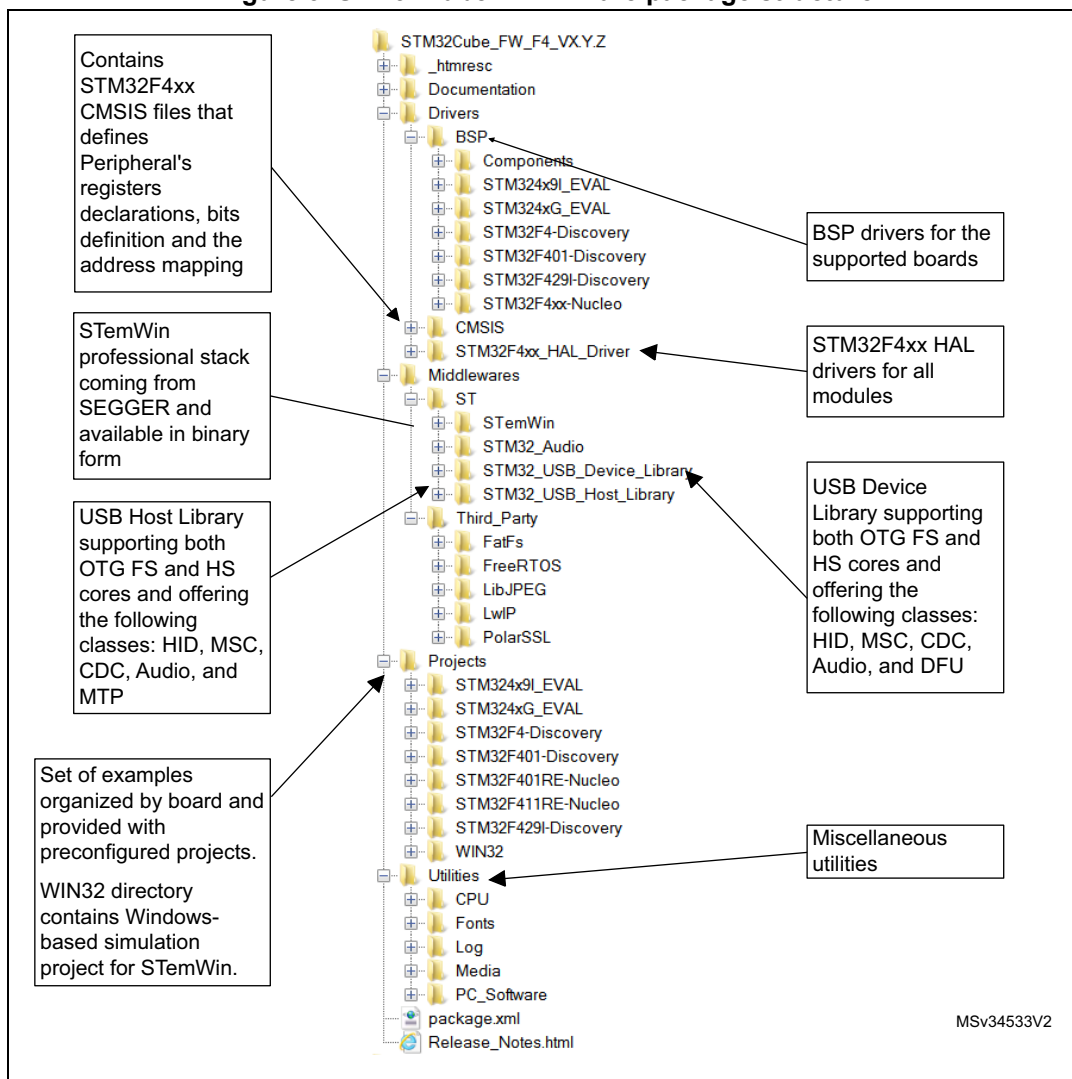 Contains
STM32F4xx
CMSIS files that
defines
Peripheral's
registers
declarations, bits
definition and the
address mapping
STemWin
professional stack
coming from
SEGGER and
available in binary
form
USB Host Library
supporting both
OTG FS and HS
cores and offering
the following
classes: HID, MSC,
CDC, Audio, and
MTP
Set of examples
organized by board and
provided with
preconfigured projects.
WIN32 directory
contains Windows-
based simulation
project for STemWin.
STM32Cube_FW_F4_VX.Y.Z
_htmresc
Documentation
Drivers
BSP
Components
STM324x9I_EVAL
STM324xG_EVAL
STM32F4-Discovery
STM32F401-Discovery
STM32F429I-Discovery
STM32F4xx-Nucleo
CMSIS
STM32F4xx_HAL_Driver
Middlewares
ST
STemWin
STM32_Audio
STM32_USB_Device_Library
STM32_USB_Host_Library
Third_Party
FatFs
FreeRTOS
LibJPEG
LwIP
PolarSSL
Projects
STM324x9I_EVAL
STM324xG_EVAL
STM32F4-Discovery
STM32F401-Discovery
STM32F401RE-Nucleo
STM32F411RE-Nucleo
STM32F429I-Discovery
WIN32
Utilities
CPU
Fonts
Log
Media
PC_Software
package.xml
Release_Notes.html
BSP drivers for the
supported boards
STM32F4xx HAL
drivers for all
modules
USB Device
Library supporting
both OTG FS and
HS cores and
offering the
following classes:
HID, MSC, CDC,
Audio, and DFU
Miscellaneous
utilities
MSv34533V2